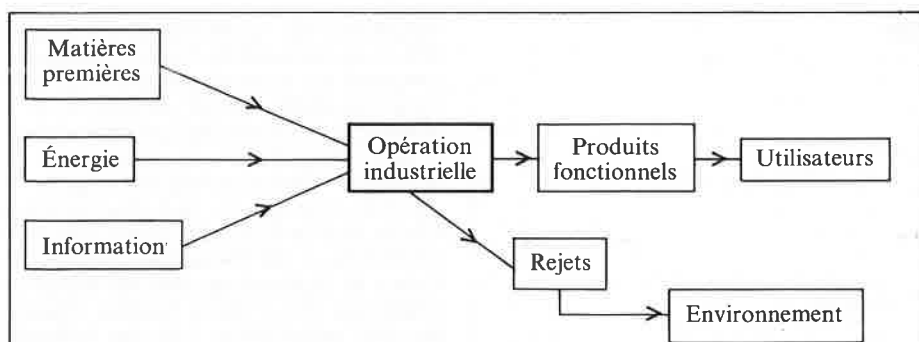 Matières
premières
Énergie
Information
Opération
industrielle
Produits
fonctionnels
Utilisateurs
Rejets
Environnement